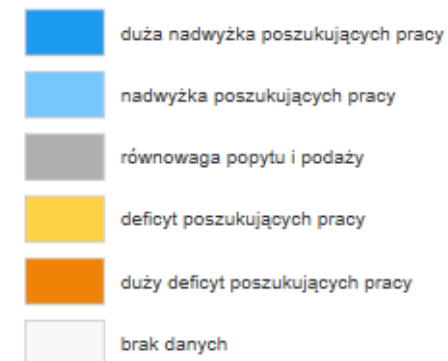 duża nadwyżka poszukujących pracy
nadwyżka poszukujących pracy
równowaga popytu i podaży
deficyt poszukujących pracy
duży deficyt poszukujących pracy
brak danych